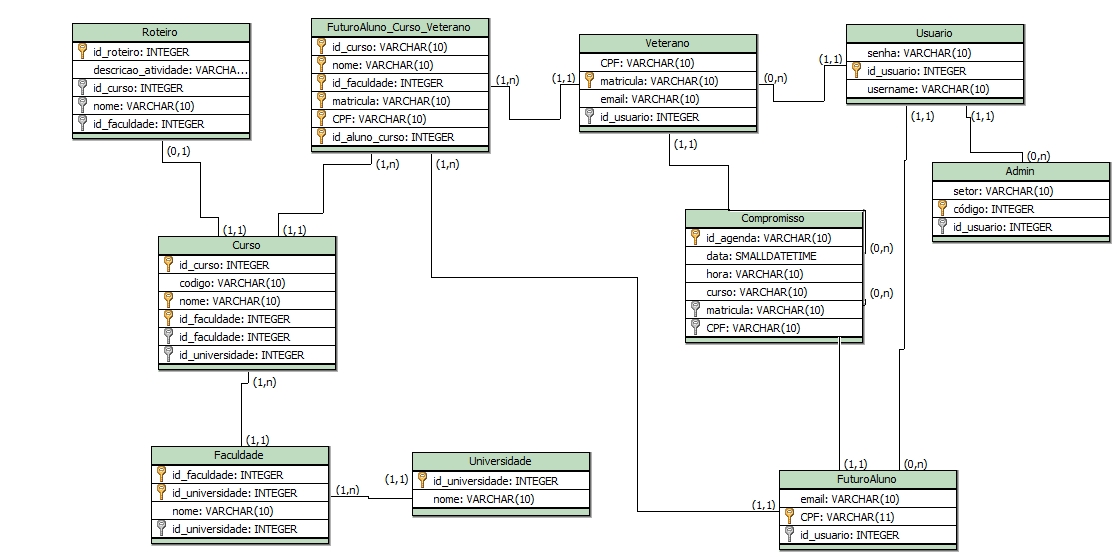 Roteiro
id_roteiro: INTEGER
descricao_atividade: VARCHA...
id_curso: INTEGER
nome: VARCHAR(10)
id_faculdade: INTEGER
(0,1)
FuturoAluno_Curso_Veterano
id_curso: VARCHAR(10)
nome: VARCHAR(10)
id_faculdade: INTEGER
matricula: VARCHAR(10)
CPF: VARCHAR(10)
id_aluno_curso: INTEGER
(1,n)
(1,1)
(1,n)
(1,n)
Veterano
CPF: VARCHAR(10)
matricula: VARCHAR(10)
email: VARCHAR(10)
id_usuario: INTEGER
(0,n)
(1,1)
(1,1)
Usuario
senha: VARCHAR(10)
id_usuario: INTEGER
username: VARCHAR(10)
(1,1)
(1,1)
(0,n)
Admin
setor: VARCHAR(10)
código: INTEGER
id_usuario: INTEGER
(1,1)
(1,1)
Curso
id_curso: INTEGER
codigo: VARCHAR(10)
nome: VARCHAR(10)
id_faculdade: INTEGER
id_faculdade: INTEGER
id_universidade: INTEGER
(1,n)
Compromisso
id_agenda: VARCHAR(10)
data: SMALLDATETIME
hora: VARCHAR(10)
curso: VARCHAR(10)
matricula: VARCHAR(10)
CPF: VARCHAR(10)
(0,n)
(0,n)
(1,1)
Faculdade
id_faculdade: INTEGER
id_universidade: INTEGER
nome: VARCHAR(10)
id_universidade: INTEGER
(1,n)
(1,1)
Universidade
id_universidade: INTEGER
nome: VARCHAR(10)
(1,1)
(0,n)
(1,1)
FuturoAluno
email: VARCHAR(10)
CPF: VARCHAR(11)
id_usuario: INTEGER